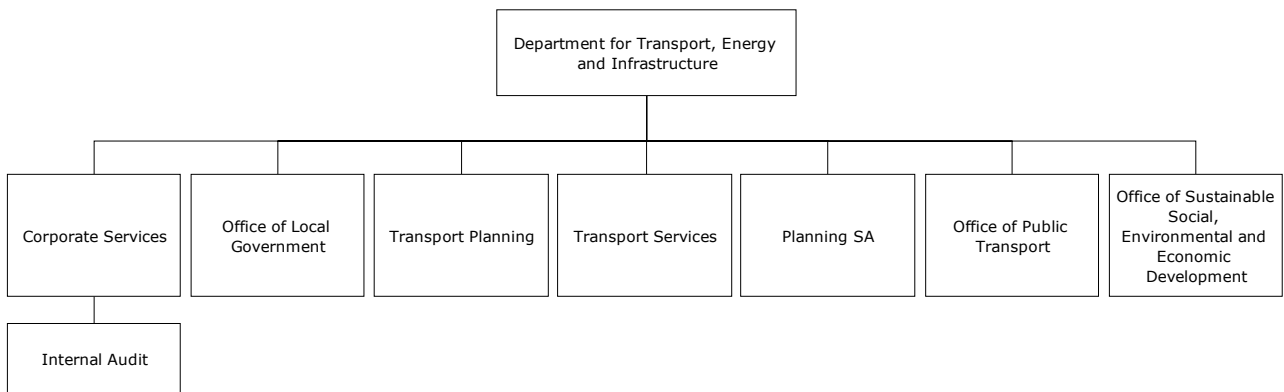 Department for Transport, Energy
and Infrastructure
Corporate Services
Office of Local
Government
Transport Planning
Transport Services
Planning SA
Office of Public
Transport
Office of Sustainable
Social,
Environmental and
Economic
Development
Internal Audit